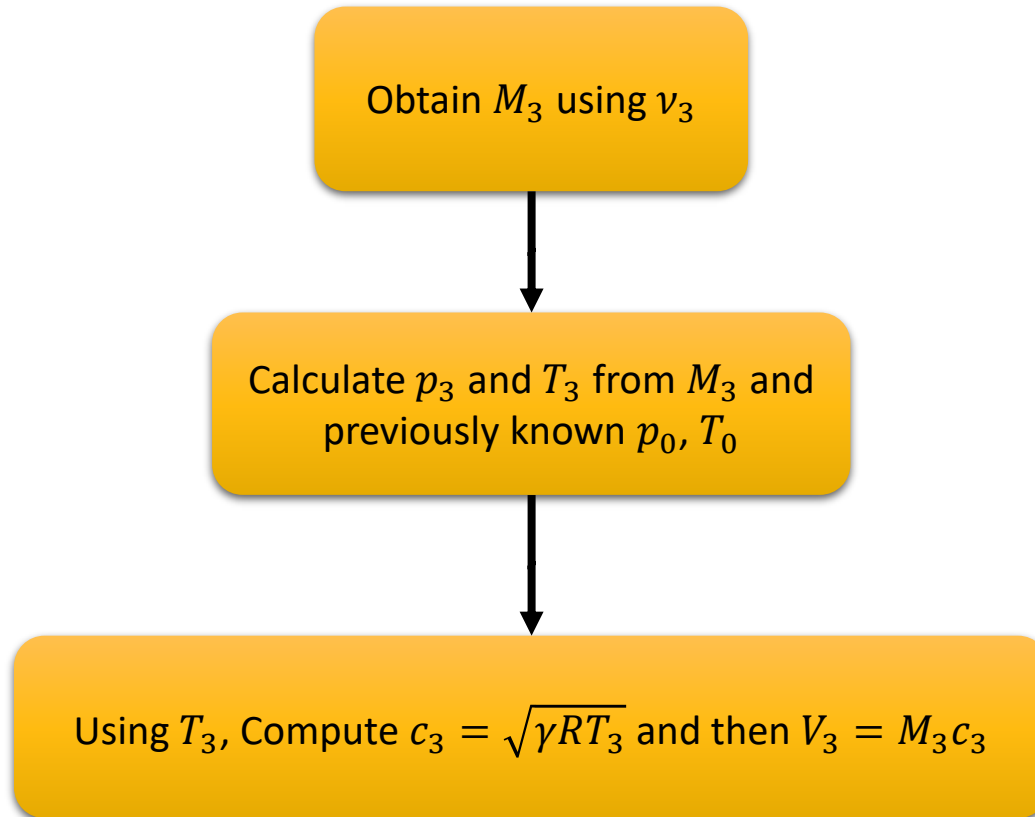 Obtain M₃ using ν₃
Calculate p₃ and T₃ from M₃ and
previously known p₀, T₀
Using T₃, Compute c₃ = √(γRT₃) and then V₃ = M₃c₃